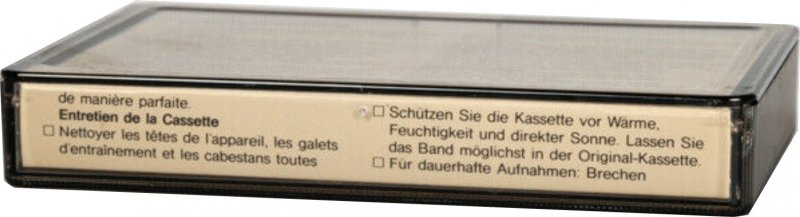 de manière parfaite.
Entretien de la Cassette
☐ Nettoyer les têtes de l'appareil, les galets
d'entraînement et les cabestans toutes
☐ Schützen Sie die Kassette vor Wärme,
Feuchtigkeit und direkter Sonne. Lassen Sie
das Band möglichst in der Original-Kassette.
☐ Für dauerhafte Aufnahmen: Brechen